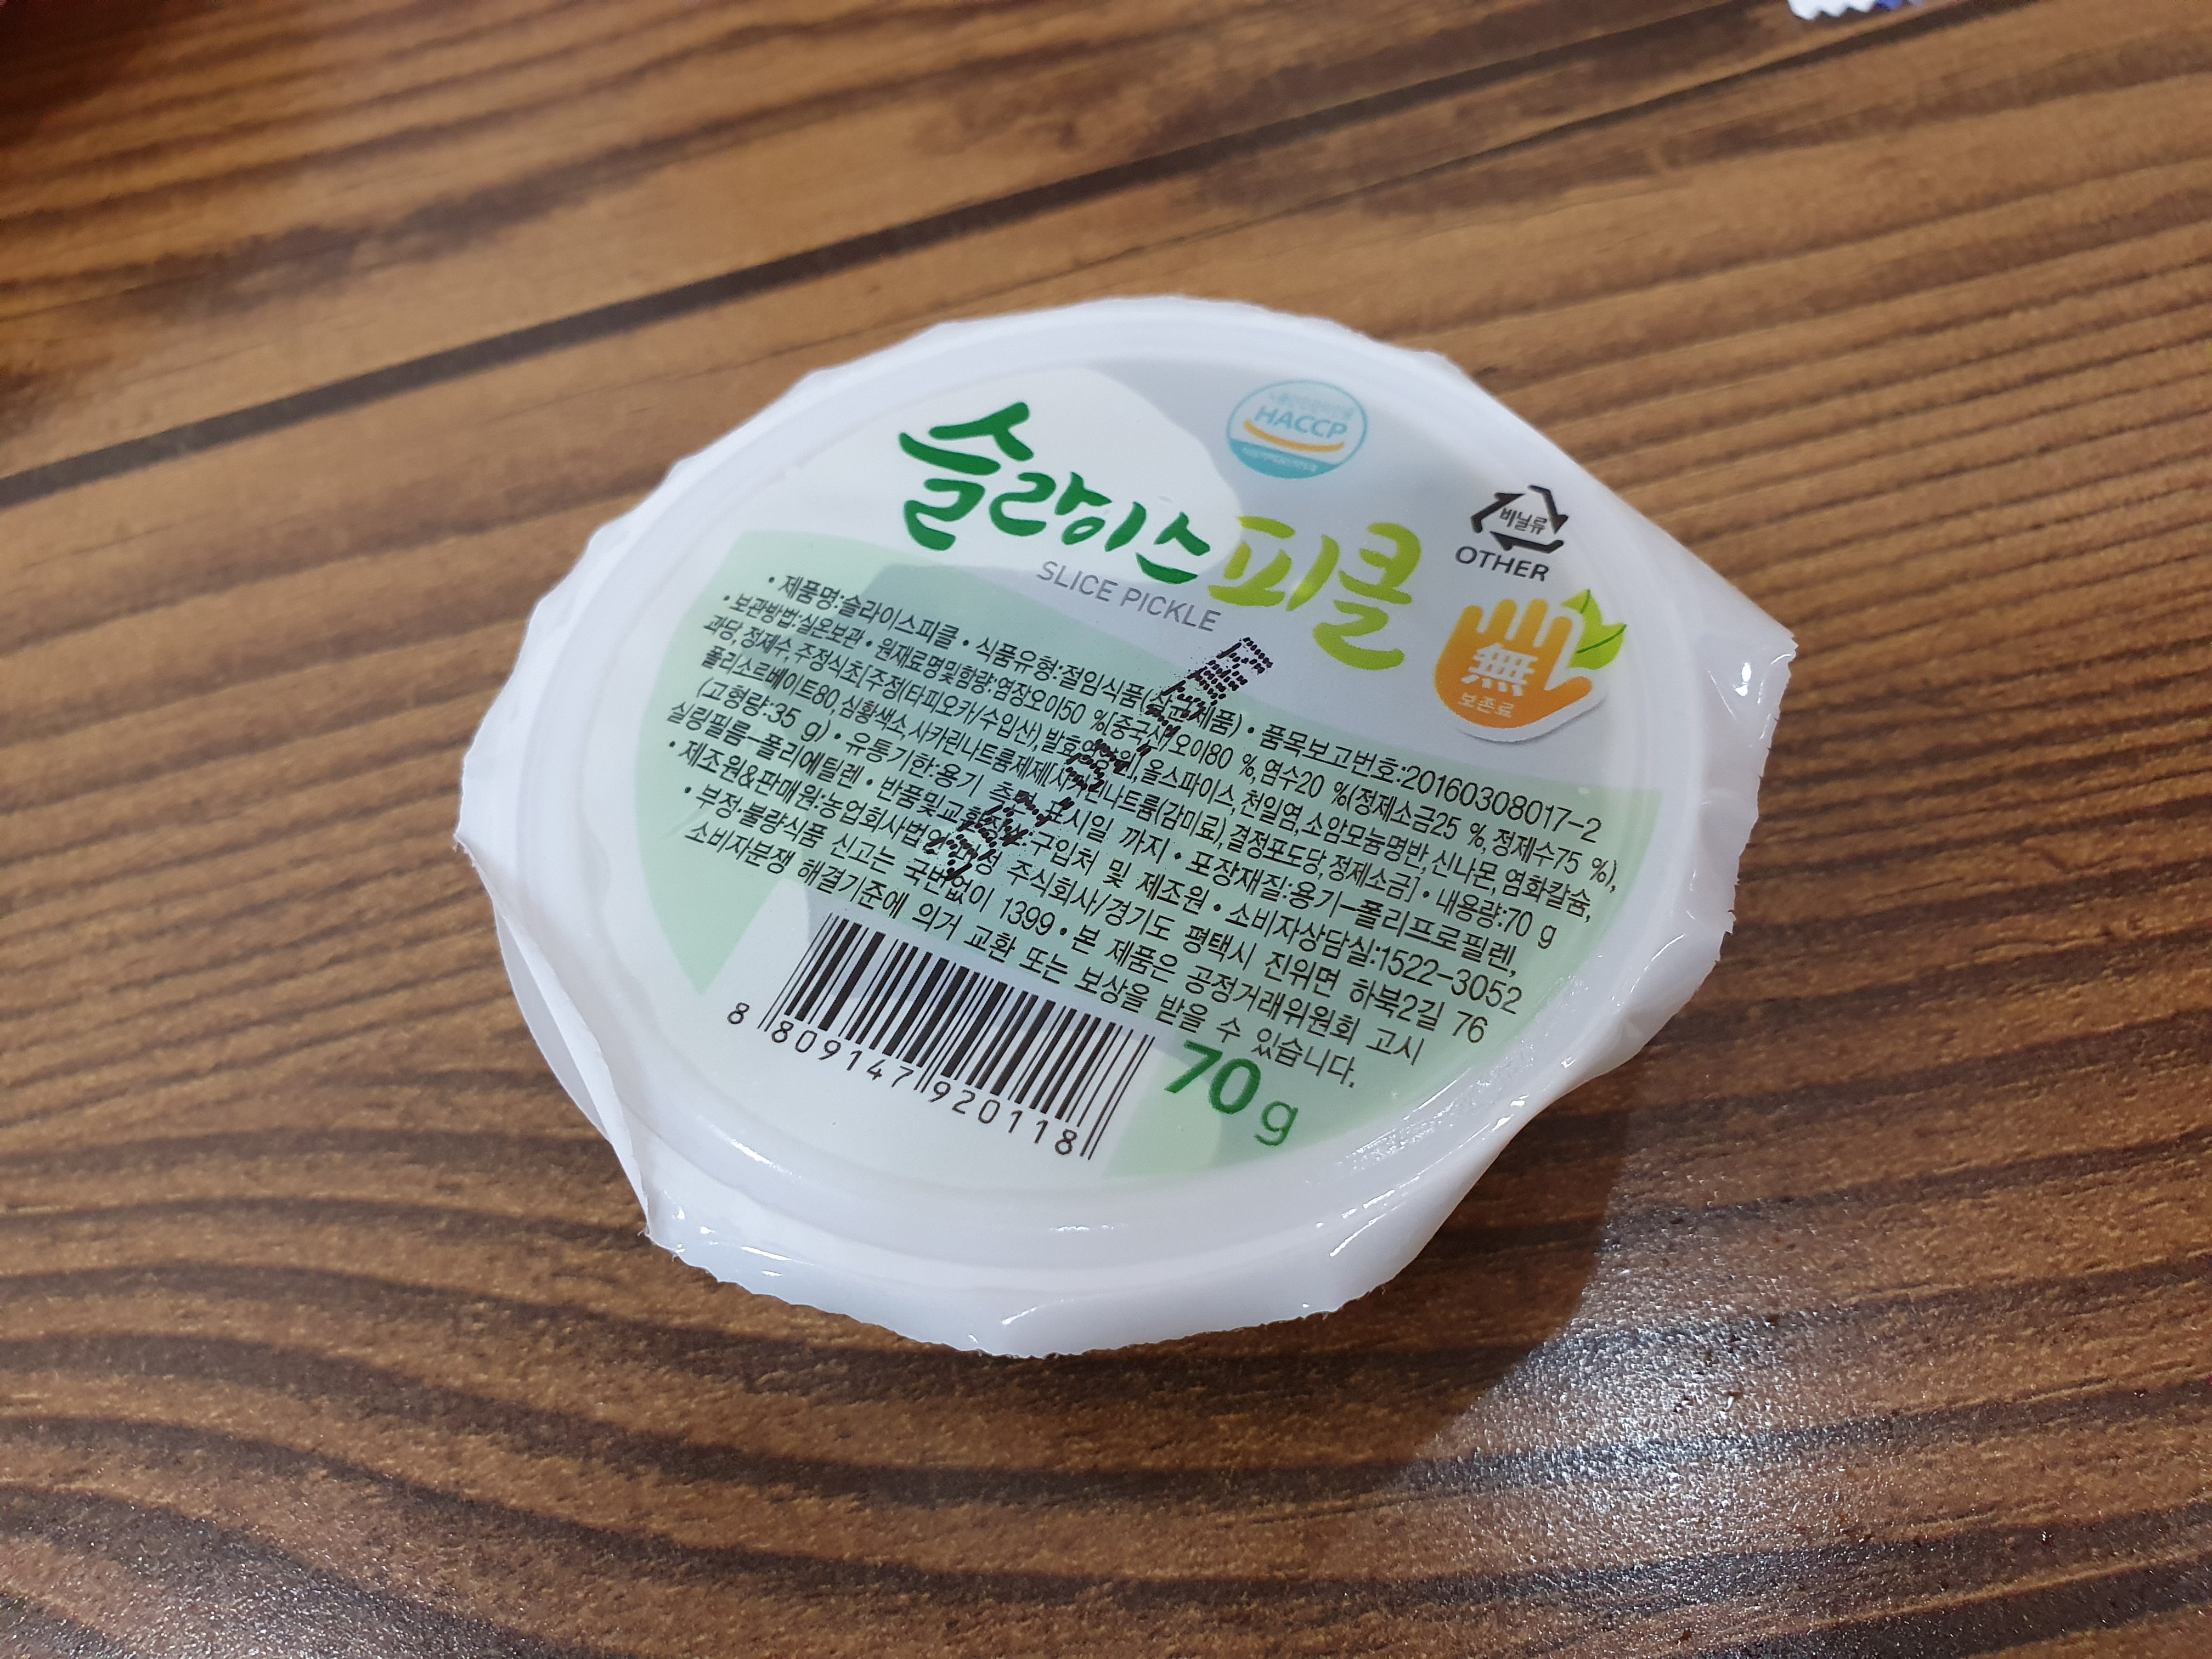 HACCP
슬라이스피클
SLICE PICKLE
비닐류
OTHER
無
보존료
• 제품명:슬라이스피클 • 식품유형:절임식품(살균제품) • 품목보고번호:20160308017-2
• 보관방법:실온보관 • 원재료명및함량:염장오이50 %[중국산/오이80 %, 염수20 %(정제소금25 %, 정제수75 %),
과당, 정제수, 주정식초[주정(타피오카/수입산), 올스파이스, 천일염, 소암모늄명반, 신나몬, 염화칼슘,
폴리소르베이트80, 심황색소, 사카린나트륨제제[사카린나트륨(감미료), 결정포도당, 정제소금] • 내용량:70 g
(고형량:35 g) • 유통기한:용기 측면 표시일 까지 • 포장재질:용기-폴리프로필렌,
실링필름-폴리에틸렌 • 반품및교환장소:구입처 및 제조원 • 소비자상담실:1522-3052
• 제조원&판매원:농업회사법인 주식회사/경기도 평택시 진위면 하북2길 76
• 부정·불량식품 신고는 국번없이 1399 • 본 제품은 공정거래위원회 고시
소비자분쟁 해결기준에 의거 교환 또는 보상을 받을 수 있습니다.
8 809147 920118
70 g